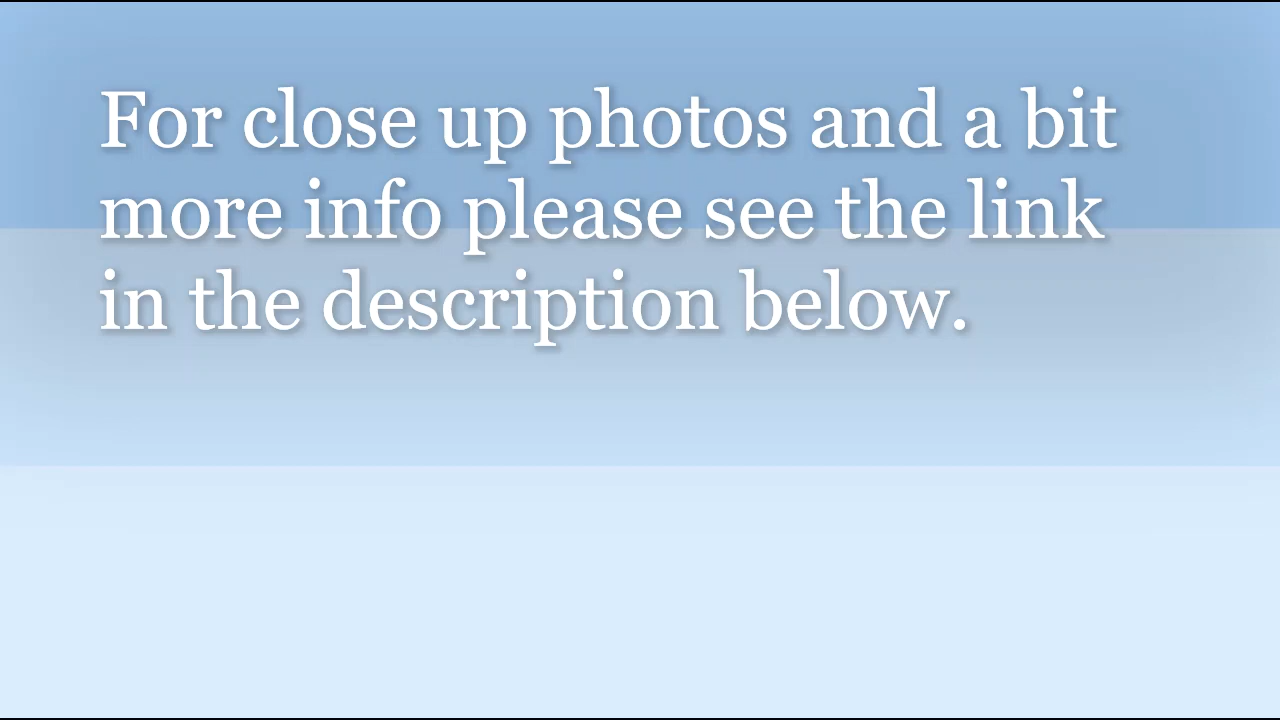 For close up photos and a bit
more info please see the link
in the description below.